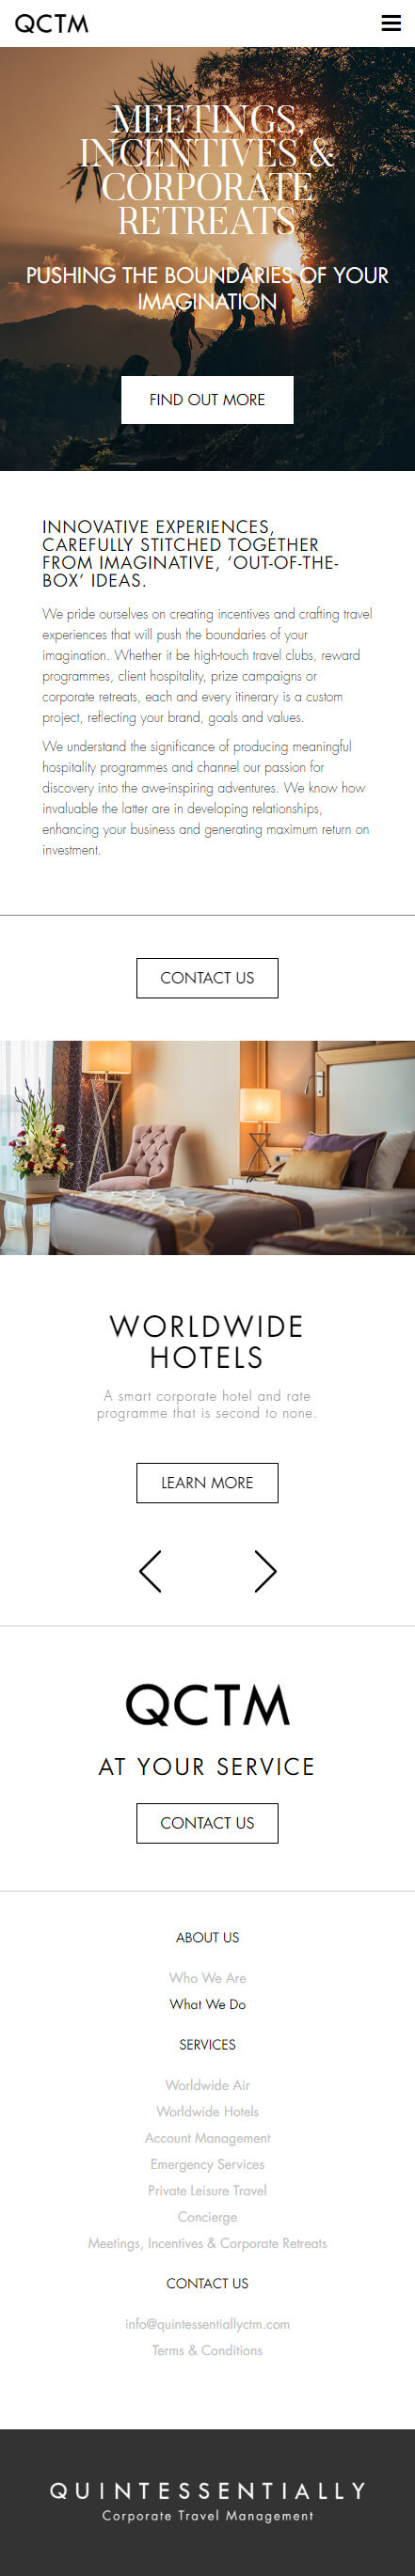 QCTM
MEETINGS,
INCENTIVES &
CORPORATE
RETREATS
PUSHING THE BOUNDARIES OF YOUR
IMAGINATION
FIND OUT MORE
INNOVATIVE EXPERIENCES,
CAREFULLY STITCHED TOGETHER
FROM IMAGINATIVE, ‘OUT-OF-THE-
BOX’ IDEAS.
We pride ourselves on creating incentives and crafting travel
experiences that will push the boundaries of your
imagination. Whether it be high-touch travel clubs, reward
programmes, client hospitality, prize campaigns or
corporate retreats, each and every itinerary is a custom
project, reflecting your brand, goals and values.
We understand the significance of producing meaningful
hospitality programmes and channel our passion for
discovery into the awe-inspiring adventures. We know how
invaluable the latter are in developing relationships,
enhancing your business and generating maximum return on
investment.
CONTACT US
WORLDWIDE
HOTELS
A smart corporate hotel and rate
programme that is second to none.
LEARN MORE
QCTM
AT YOUR SERVICE
CONTACT US
ABOUT US
Who We Are
What We Do
SERVICES
Worldwide Air
Worldwide Hotels
Account Management
Emergency Services
Private Leisure Travel
Concierge
Meetings, Incentives & Corporate Retreats
CONTACT US
info@quintessentiallyctm.com
Terms & Conditions
QUINTESSENTIALLY
Corporate Travel Management